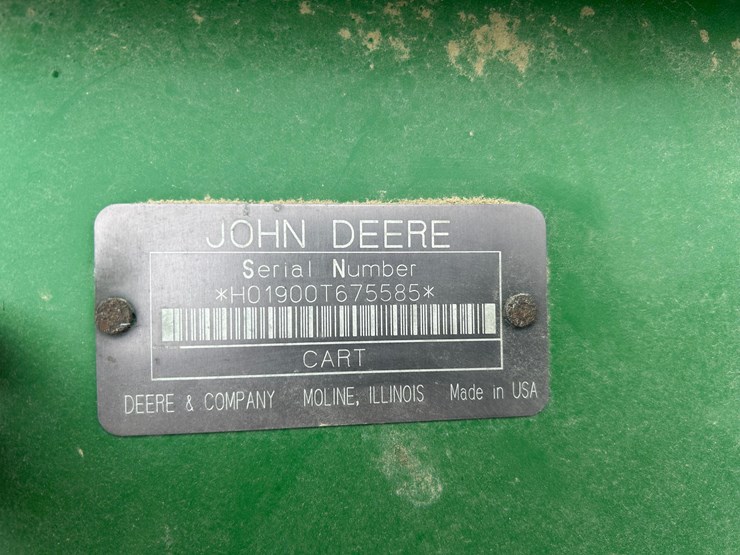 JOHN DEERE
Serial Number
*H01900T675585*
CART
DEERE & COMPANY MOLINE, ILLINOIS Made in USA